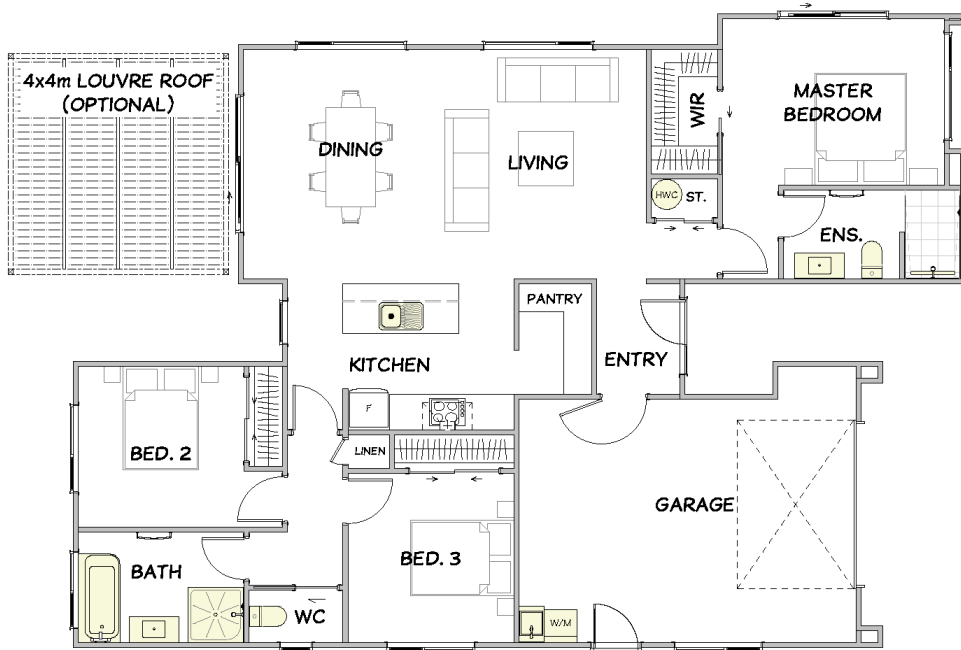 4x4m LOUVRE ROOF
(OPTIONAL)
DINING
LIVING
WIR
MASTER
BEDROOM
HWC
ST.
ENS.
PANTRY
KITCHEN
ENTRY
F
LINEN
BED. 2
GARAGE
BED. 3
BATH
WC
W/M